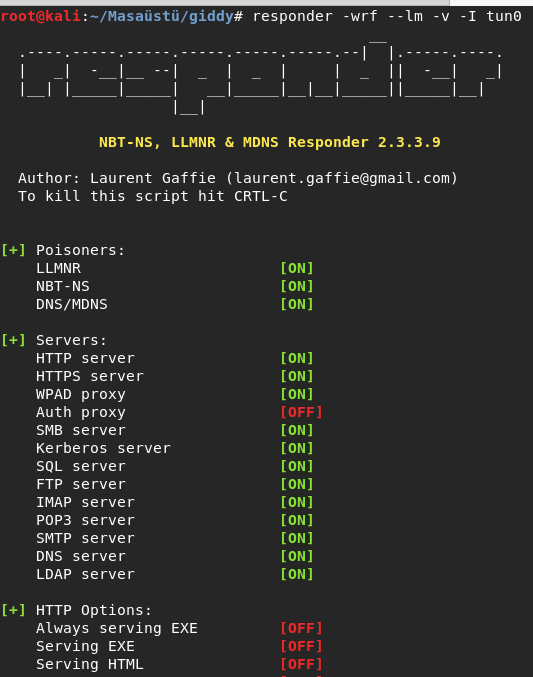 root@kali:~/Masaüstü/giddy# responder -wrf --lm -v -I tun0
NBT-NS, LLMNR & MDNS Responder 2.3.3.9
Author: Laurent Gaffie (laurent.gaffie@gmail.com)
To kill this script hit CRTL-C
[+] Poisoners:
LLMNR [ON]
NBT-NS [ON]
DNS/MDNS [ON]
[+] Servers:
HTTP server [ON]
HTTPS server [ON]
WPAD proxy [ON]
Auth proxy [OFF]
SMB server [ON]
Kerberos server [ON]
SQL server [ON]
FTP server [ON]
IMAP server [ON]
POP3 server [ON]
SMTP server [ON]
DNS server [ON]
LDAP server [ON]
[+] HTTP Options:
Always serving EXE [OFF]
Serving EXE [OFF]
Serving HTML [OFF]